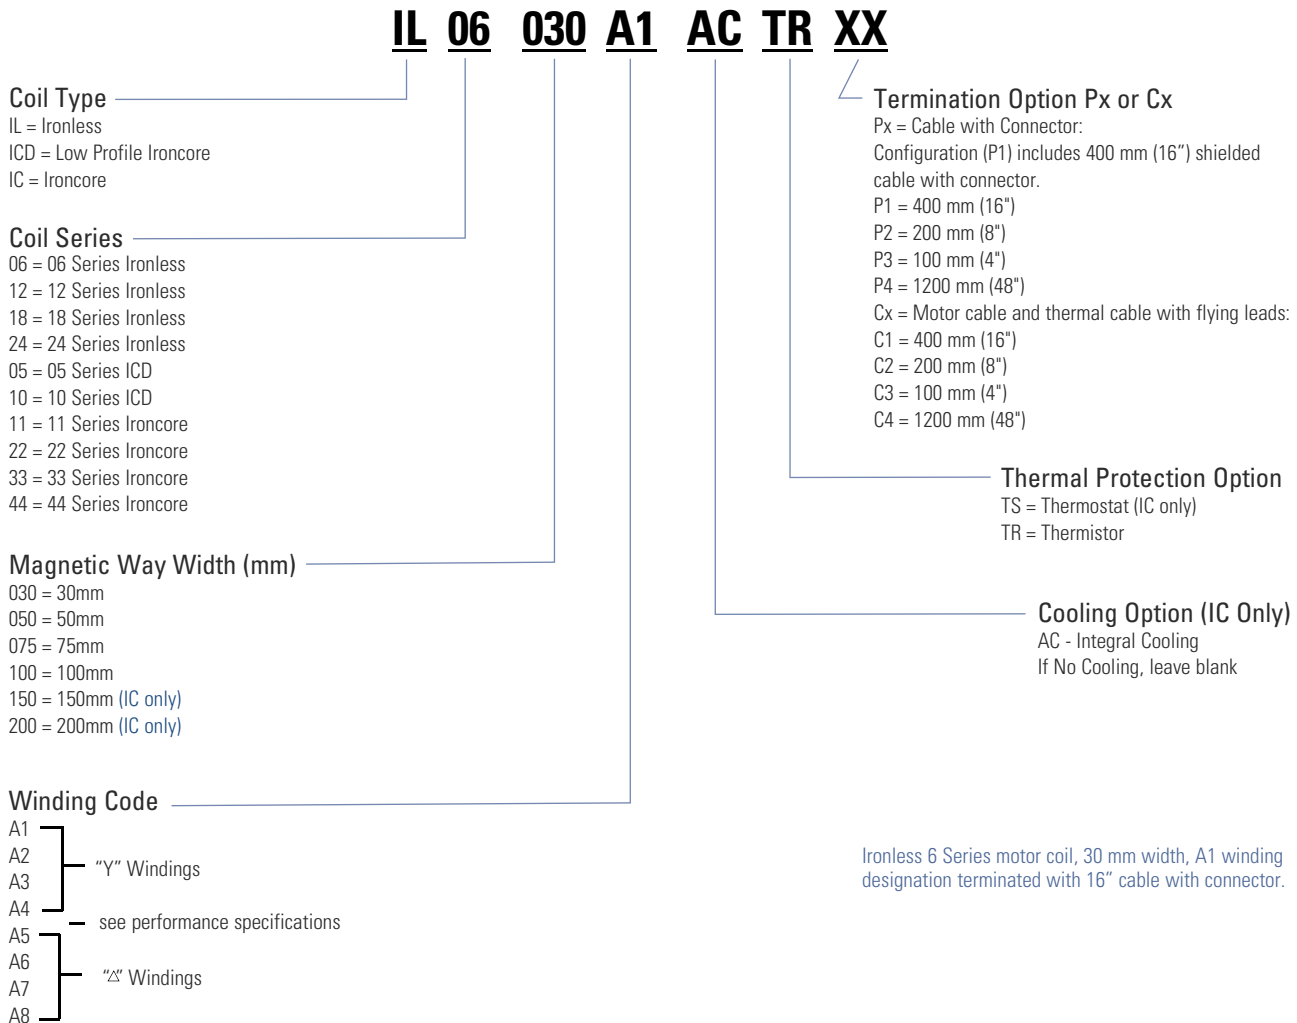 IL 06 030 A1 AC TR XX
Coil Type
IL = Ironless
ICD = Low Profile Ironcore
IC = Ironcore
Coil Series
06 = 06 Series Ironless
12 = 12 Series Ironless
18 = 18 Series Ironless
24 = 24 Series Ironless
05 = 05 Series ICD
10 = 10 Series ICD
11 = 11 Series Ironcore
22 = 22 Series Ironcore
33 = 33 Series Ironcore
44 = 44 Series Ironcore
Magnetic Way Width (mm)
030 = 30mm
050 = 50mm
075 = 75mm
100 = 100mm
150 = 150mm (IC only)
200 = 200mm (IC only)
Winding Code
A1
A2
A3
A4
"Y" Windings
see performance specifications
A5
A6
A7
A8
"△" Windings
Termination Option Px or Cx
Px = Cable with Connector:
Configuration (P1) includes 400 mm (16") shielded
cable with connector.
P1 = 400 mm (16")
P2 = 200 mm (8")
P3 = 100 mm (4")
P4 = 1200 mm (48")
Cx = Motor cable and thermal cable with flying leads:
C1 = 400 mm (16")
C2 = 200 mm (8")
C3 = 100 mm (4")
C4 = 1200 mm (48")
Thermal Protection Option
TS = Thermostat (IC only)
TR = Thermistor
Cooling Option (IC Only)
AC - Integral Cooling
If No Cooling, leave blank
Ironless 6 Series motor coil, 30 mm width, A1 winding
designation terminated with 16" cable with connector.